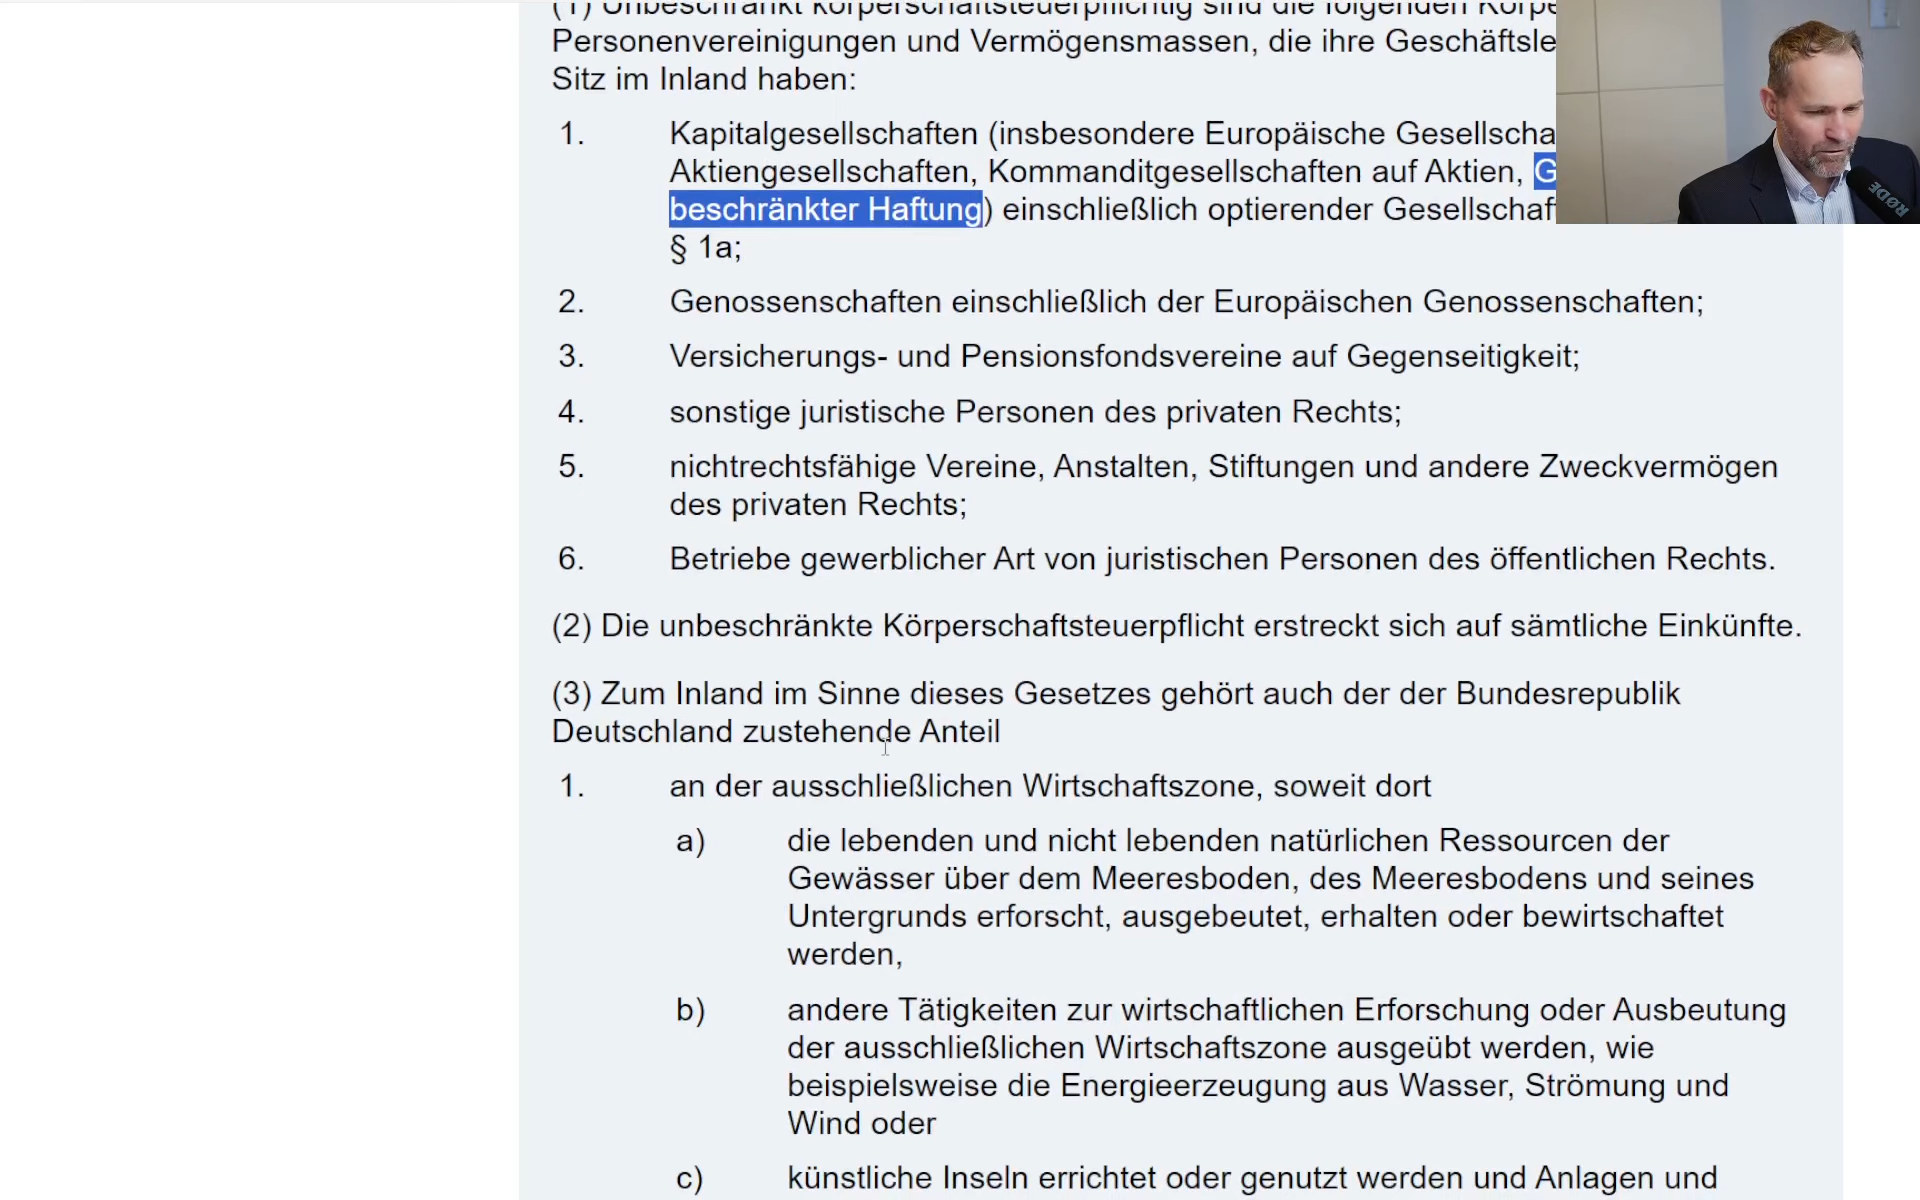 (1) Unbeschränkt körperschaftsteuerpflichtig sind die folgenden
Personenvereinigungen und Vermögensmassen, die ihre
Sitz im Inland haben:
1. Kapitalgesellschaften (insbesondere Europäische
Aktiengesellschaften, Kommanditgesellschaften auf Aktien,
beschränkter Haftung) einschließlich optierender
§ 1a;
2. Genossenschaften einschließlich der Europäischen Genossenschaften;
3. Versicherungs- und Pensionsfondsvereine auf Gegenseitigkeit;
4. sonstige juristische Personen des privaten Rechts;
5. nichtrechtsfähige Vereine, Anstalten, Stiftungen und andere Zweckvermögen
des privaten Rechts;
6. Betriebe gewerblicher Art von juristischen Personen des öffentlichen Rechts.
(2) Die unbeschränkte Körperschaftsteuerpflicht erstreckt sich auf sämtliche Einkünfte.
(3) Zum Inland im Sinne dieses Gesetzes gehört auch der der Bundesrepublik
Deutschland zustehende Anteil
1. an der ausschließlichen Wirtschaftszone, soweit dort
a) die lebenden und nicht lebenden natürlichen Ressourcen der
Gewässer über dem Meeresboden, des Meeresbodens und seines
Untergrunds erforscht, ausgebeutet, erhalten oder bewirtschaftet
werden,
b) andere Tätigkeiten zur wirtschaftlichen Erforschung oder Ausbeutung
der ausschließlichen Wirtschaftszone ausgeübt werden, wie
beispielsweise die Energieerzeugung aus Wasser, Strömung und
Wind oder
c) künstliche Inseln errichtet oder genutzt werden und Anlagen und
RØDE